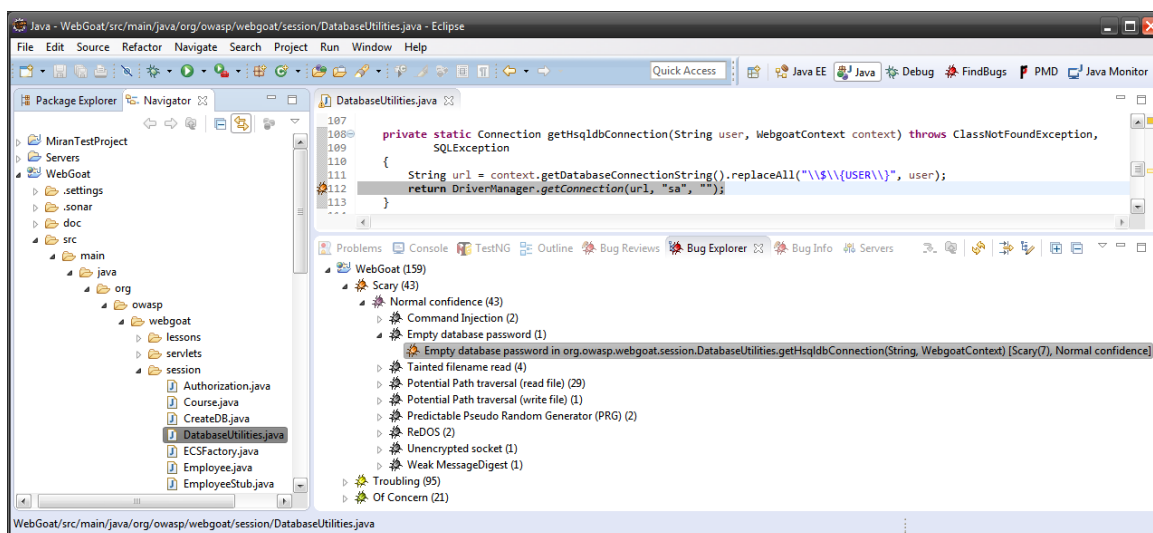 Java - WebGoat/src/main/java/org/owasp/webgoat/session/DatabaseUtilities.java - Eclipse
File Edit Source Refactor Navigate Search Project Run Window Help
Quick Access Java EE Java Debug FindBugs PMD Java Monitor
Package Explorer Navigator
MiranTestProject
Servers
WebGoat
.settings
.sonar
doc
src
main
java
org
owasp
webgoat
lessons
servlets
session
Authorization.java
Course.java
CreateDB.java
DatabaseUtilities.java
ECSFactory.java
Employee.java
EmployeeStub.java
DatabaseUtilities.java
107
108 private static Connection getHsqldbConnection(String user, WebgoatContext context) throws ClassNotFoundException,
109 SQLException
110 {
111 String url = context.getDatabaseConnectionString().replaceAll("\\$\\{USER\\}", user);
112 return DriverManager.getConnection(url, "sa", "");
113 }
Problems Console TestNG Outline Bug Reviews Bug Explorer Bug Info Servers
WebGoat (159)
Scary (43)
Normal confidence (43)
Command Injection (2)
Empty database password (1)
Empty database password in org.owasp.webgoat.session.DatabaseUtilities.getHsqldbConnection(String, WebgoatContext) [Scary(7), Normal confidence]
Tainted filename read (4)
Potential Path traversal (read file) (29)
Potential Path traversal (write file) (1)
Predictable Pseudo Random Generator (PRG) (2)
ReDOS (2)
Unencrypted socket (1)
Weak MessageDigest (1)
Troubling (95)
Of Concern (21)
WebGoat/src/main/java/org/owasp/webgoat/session/DatabaseUtilities.java